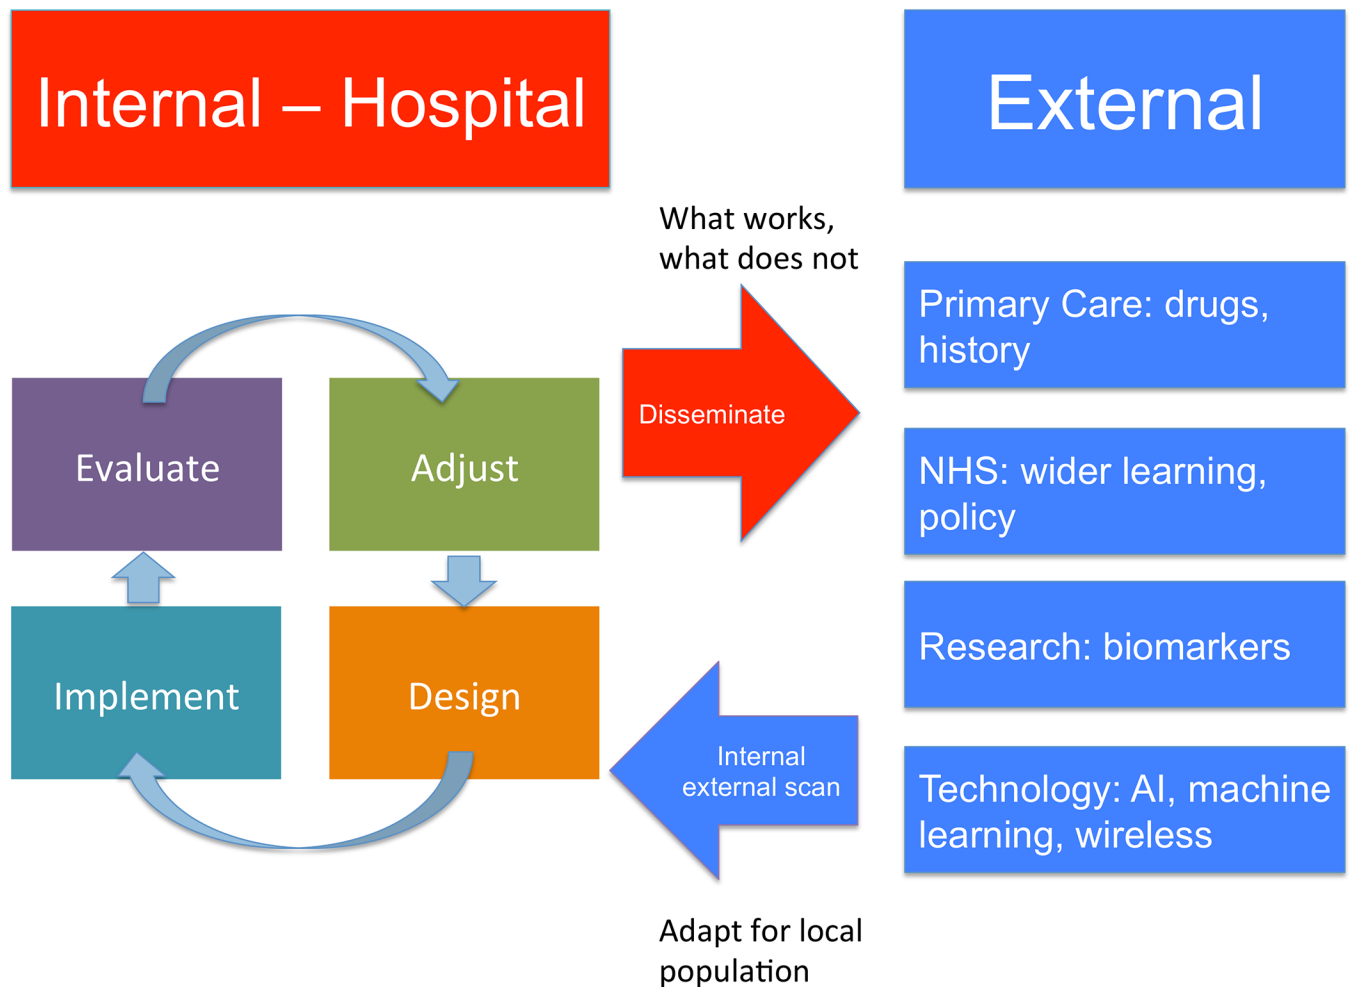 Internal – Hospital
External
What works,
what does not
Primary Care: drugs,
history
Evaluate
Adjust
Disseminate
NHS: wider learning,
policy
Implement
Design
Research: biomarkers
Internal
external scan
Technology: AI, machine
learning, wireless
Adapt for local
population